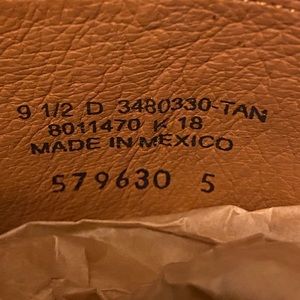 9 1/2 D 3480330-TAN
8011470 K 18
MADE IN MEXICO
579630 5